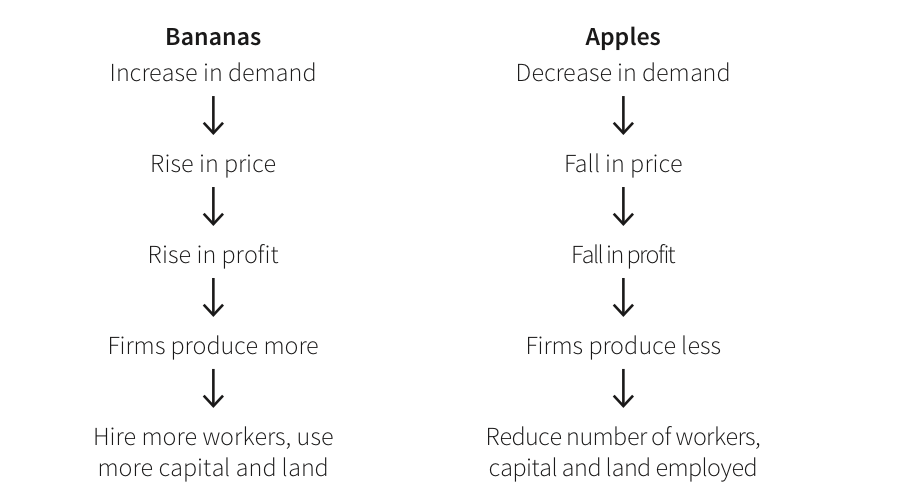 Bananas
Increase in demand
Rise in price
Rise in profit
Firms produce more
Hire more workers, use
more capital and land
Apples
Decrease in demand
Fall in price
Fall in profit
Firms produce less
Reduce number of workers,
capital and land employed